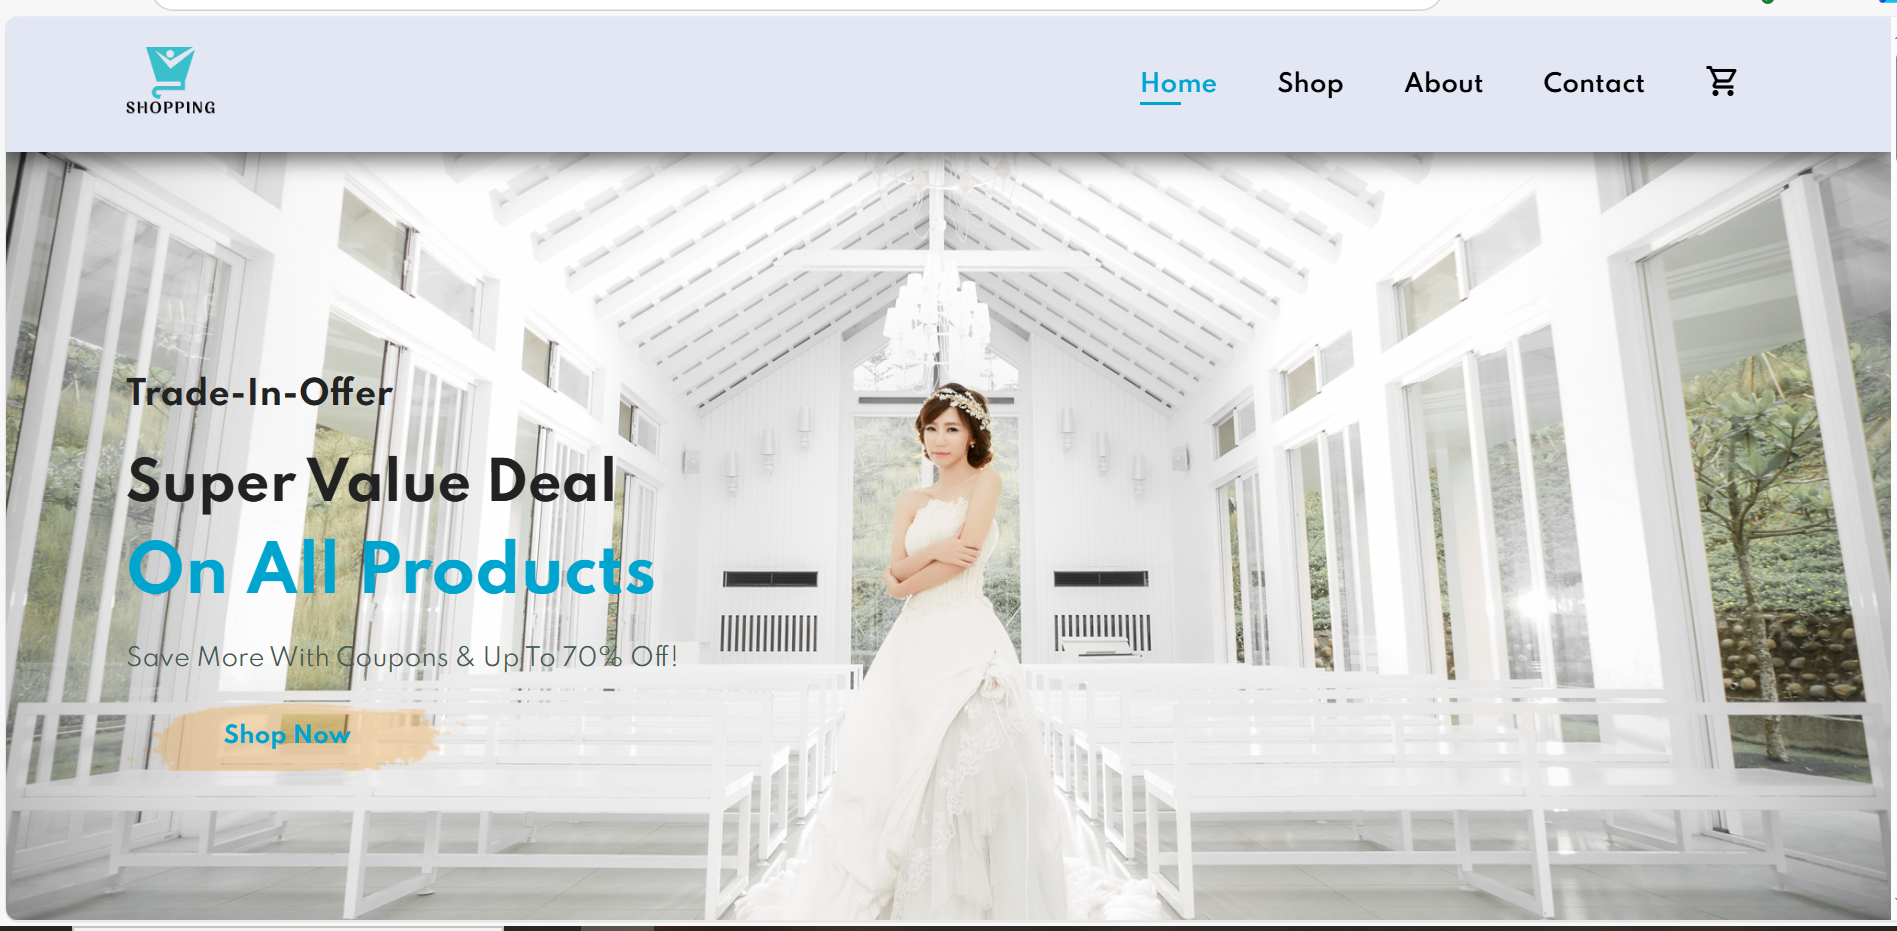 SHOPPING
Home Shop About Contact
Trade-In-Offer
Super Value Deal
On All Products
Save More With Coupons & Up To 70% Off!
Shop Now